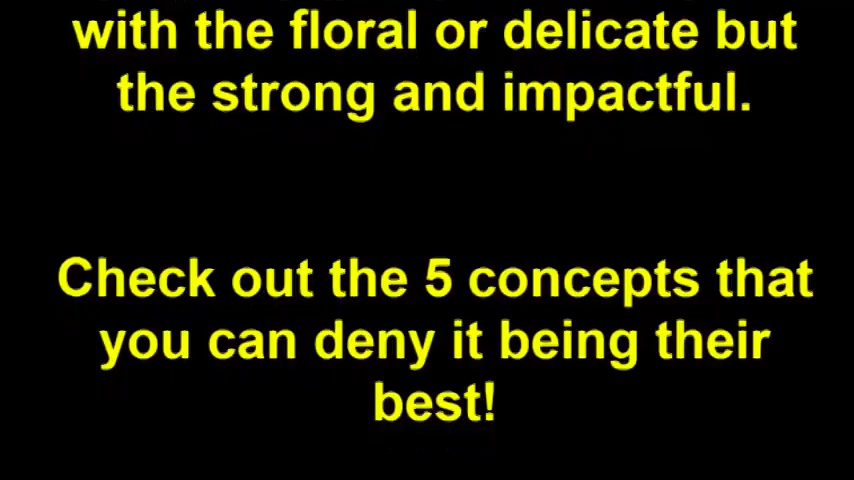 with the floral or delicate but
the strong and impactful.
Check out the 5 concepts that
you can deny it being their
best!